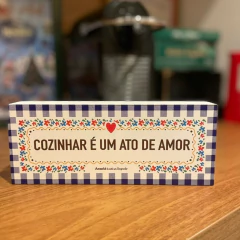 COZINHAR É UM ATO DE AMOR